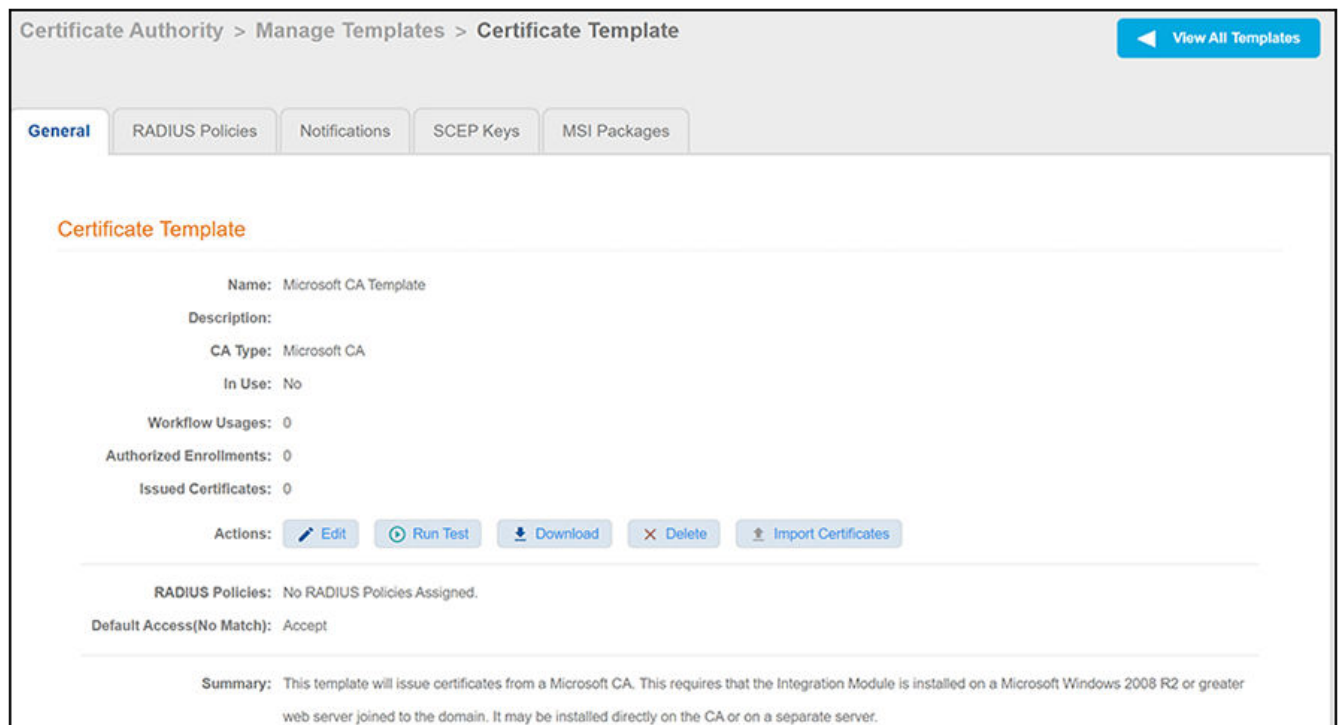 Certificate Authority > Manage Templates > Certificate Template
View All Templates
General
RADIUS Policies
Notifications
SCEP Keys
MSI Packages
Certificate Template
Name: Microsoft CA Template
Description:
CA Type: Microsoft CA
In Use: No
Workflow Usages: 0
Authorized Enrollments: 0
Issued Certificates: 0
Actions: Edit Run Test Download Delete Import Certificates
RADIUS Policies: No RADIUS Policies Assigned.
Default Access(No Match): Accept
Summary: This template will issue certificates from a Microsoft CA. This requires that the Integration Module is installed on a Microsoft Windows 2008 R2 or greater
web server joined to the domain. It may be installed directly on the CA or on a separate server.